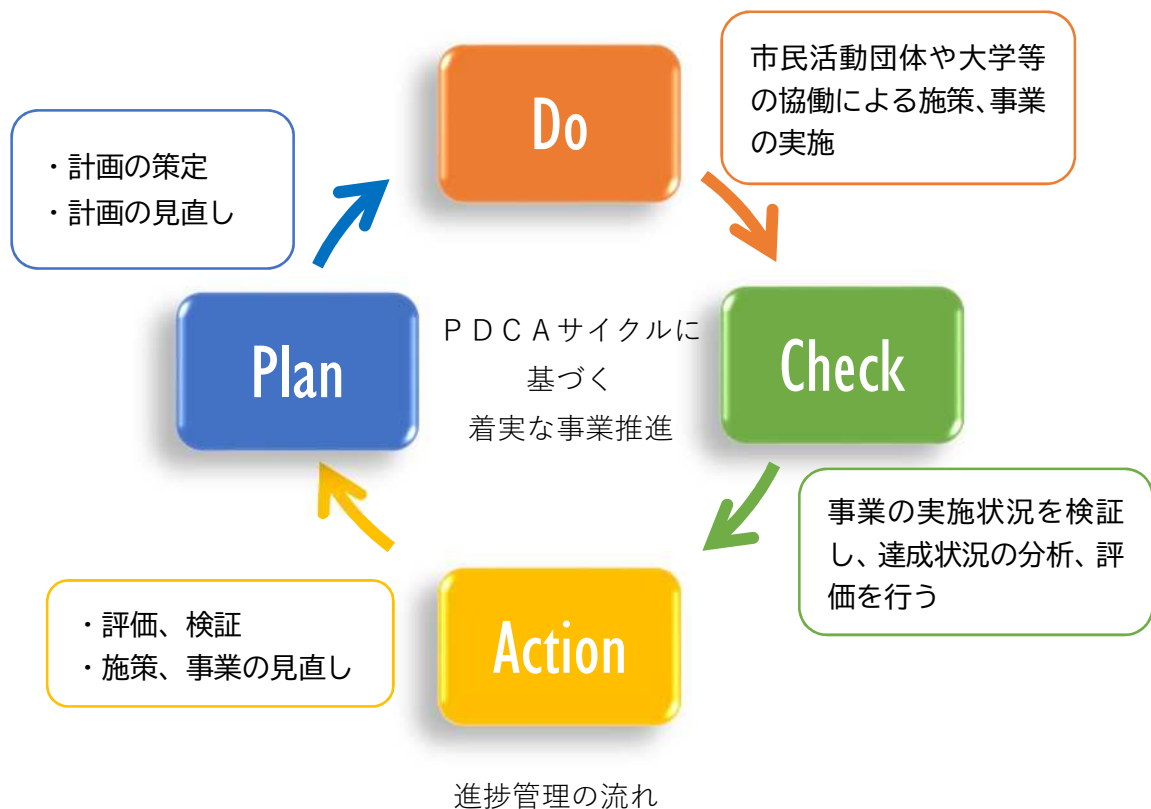 Do
市民活動団体や大学等
の協働による施策、事業
の実施
・計画の策定
・計画の見直し
Plan
ＰＤＣＡサイクルに
基づく
着実な事業推進
Check
事業の実施状況を検証
し、達成状況の分析、評
価を行う
Action
・評価、検証
・施策、事業の見直し
進捗管理の流れ